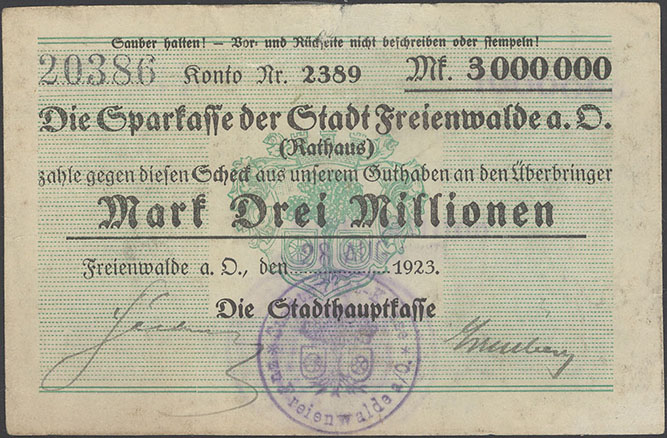 Sauber halten! — Vor- und Rückseite nicht beschreiben oder stempeln!
20386 Konto Nr. 2389 Mk. 3000000
Die Sparkasse der Stadt Freienwalde a. O.
(Rathaus)
zahle gegen diesen Scheck aus unserem Guthaben an den Überbringer
Mark Drei Millionen
Freienwalde a. O., den ........................ 1923.
Die Stadthauptkasse
zu Freienwalde a/O.